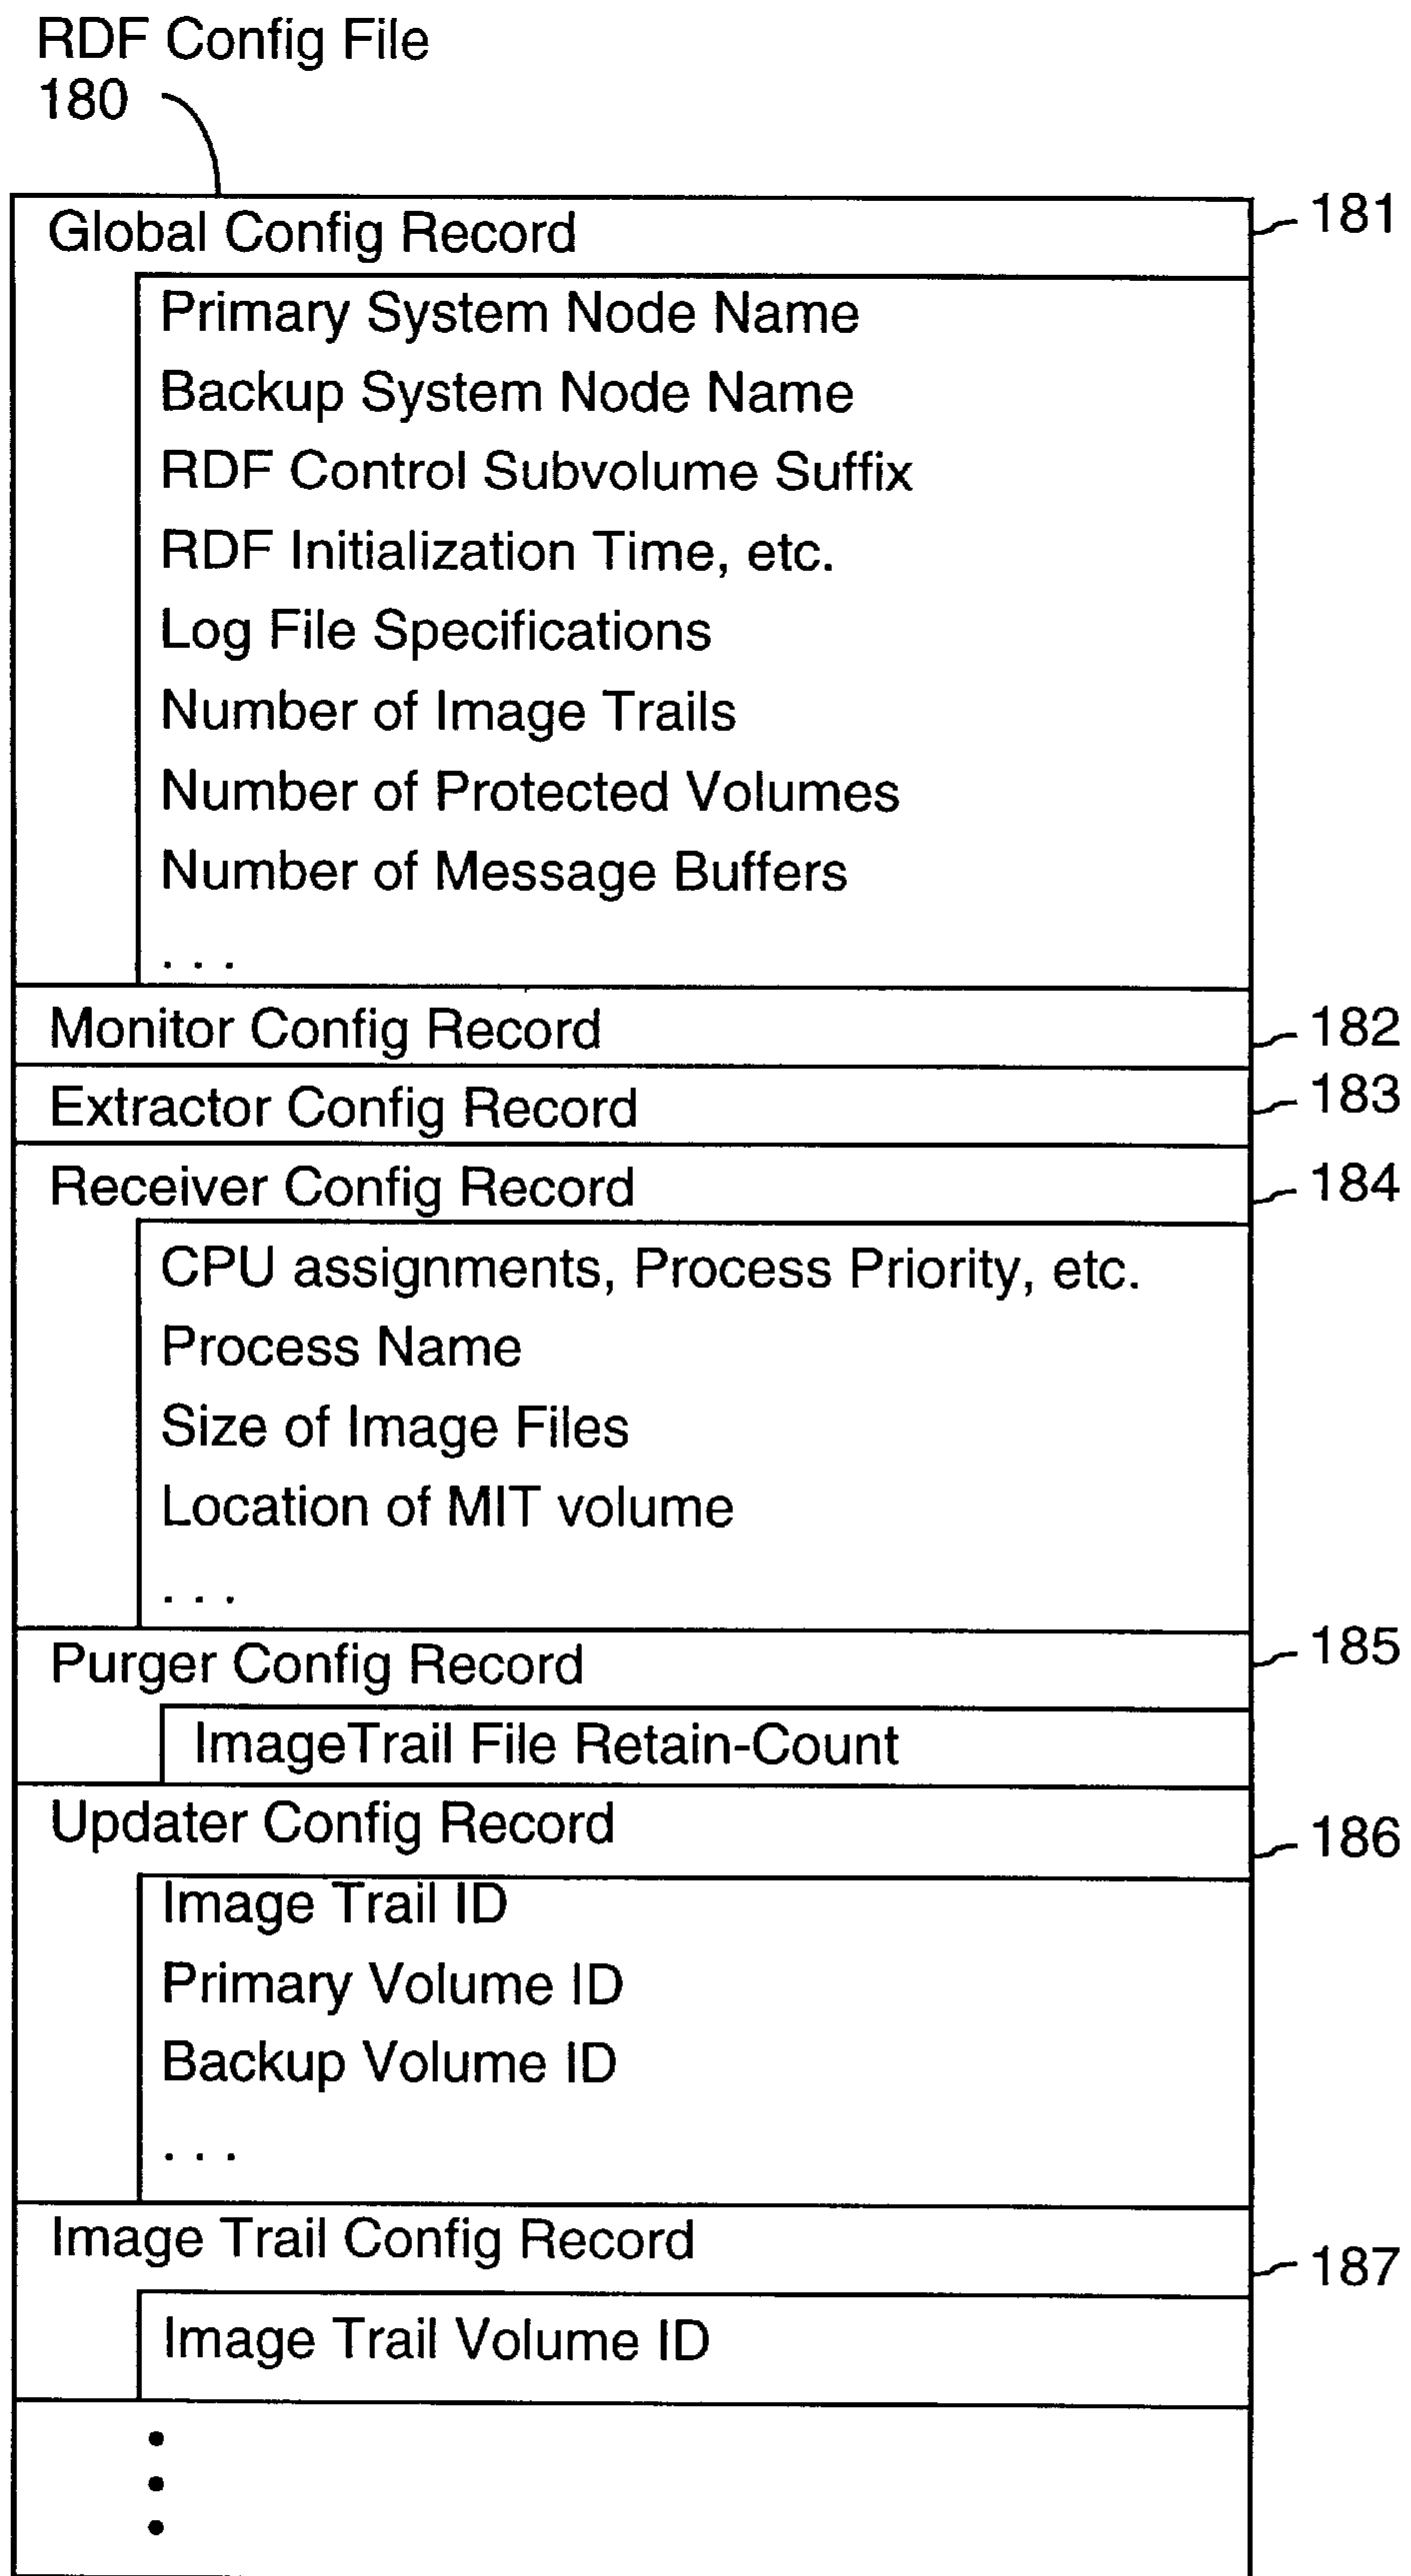 RDF Config File
180
Global Config Record
181
Primary System Node Name
Backup System Node Name
RDF Control Subvolume Suffix
RDF Initialization Time, etc.
Log File Specifications
Number of Image Trails
Number of Protected Volumes
Number of Message Buffers
. . .
Monitor Config Record
182
Extractor Config Record
183
Receiver Config Record
184
CPU assignments, Process Priority, etc.
Process Name
Size of Image Files
Location of MIT volume
. . .
Purger Config Record
185
ImageTrail File Retain-Count
Updater Config Record
186
Image Trail ID
Primary Volume ID
Backup Volume ID
. . .
Image Trail Config Record
187
Image Trail Volume ID